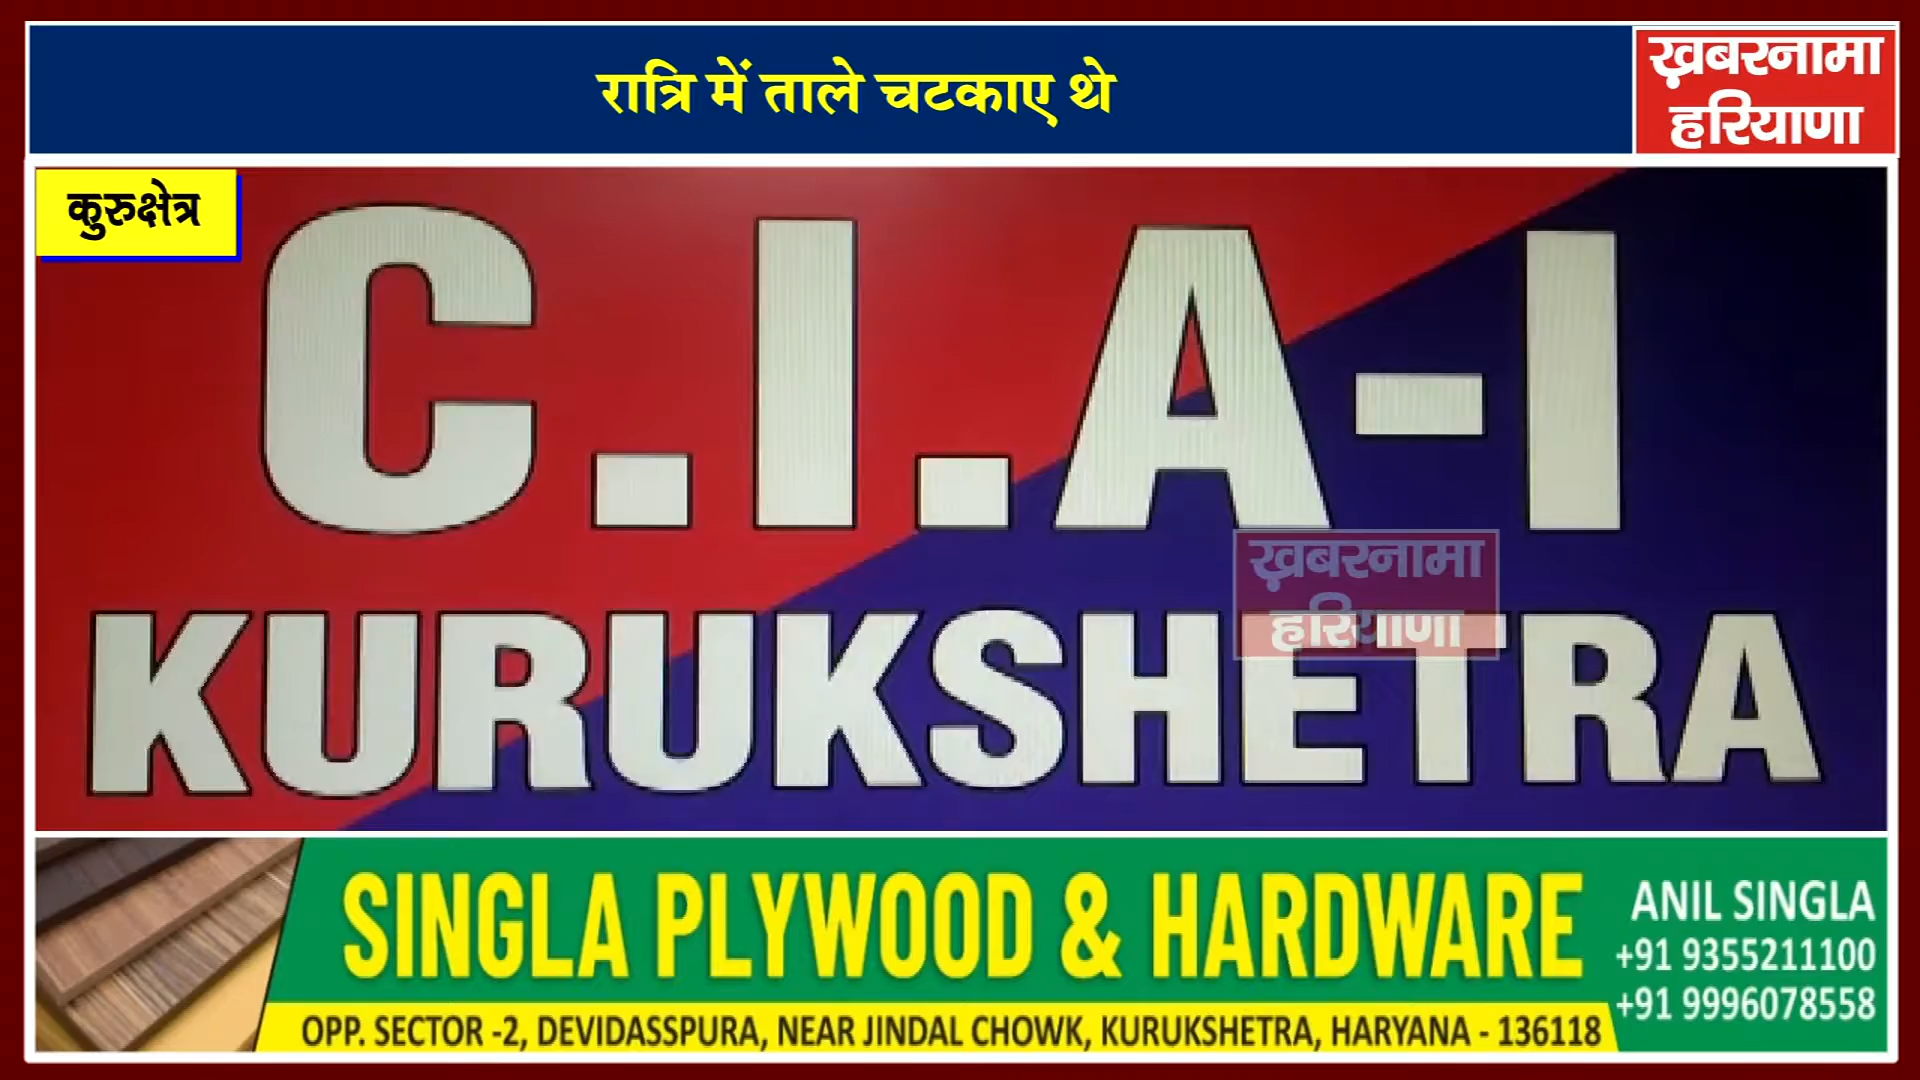 रात्रि में ताले चटकाए थे
ख़बरनामा
हरियाणा
कुरुक्षेत्र
C.I.A-I
ख़बरनामा
हरियाणा
KURUKSHETRA
SINGLA PLYWOOD & HARDWARE
ANIL SINGLA
+91 9355211100
+91 9996078558
OPP. SECTOR -2, DEVIDASSPURA, NEAR JINDAL CHOWK, KURUKSHETRA, HARYANA - 136118